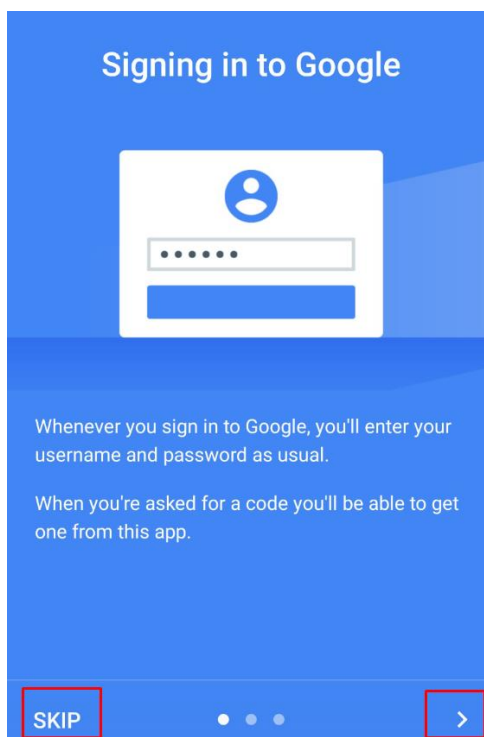 Signing in to Google
Whenever you sign in to Google, you'll enter your
username and password as usual.
When you're asked for a code you'll be able to get
one from this app.
SKIP